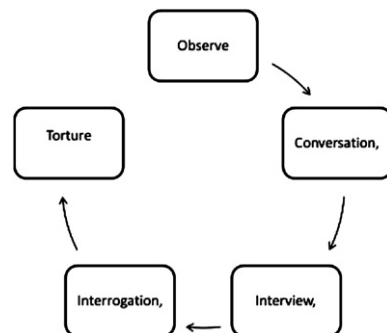 Observe
Conversation,
Interview,
Interrogation,
Torture